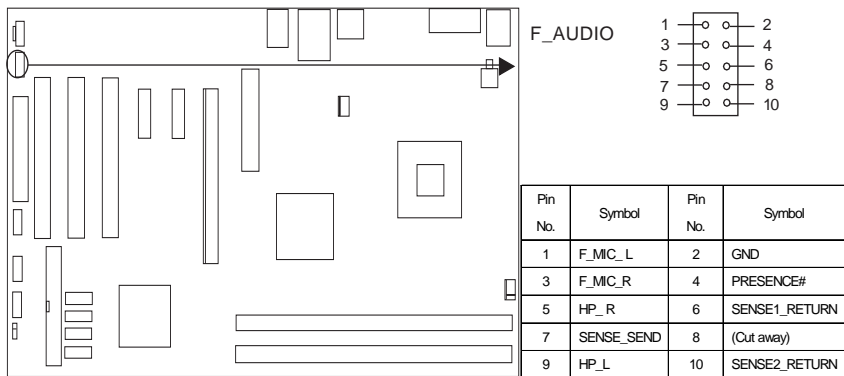 F_AUDIO
1 2
3 4
5 6
7 8
9 10
Pin No. Symbol Pin No. Symbol
1 F_MIC_L 2 GND
3 F_MIC_R 4 PRESENCE#
5 HP_R 6 SENSE1_RETURN
7 SENSE_SEND 8 (Cut away)
9 HP_L 10 SENSE2_RETURN